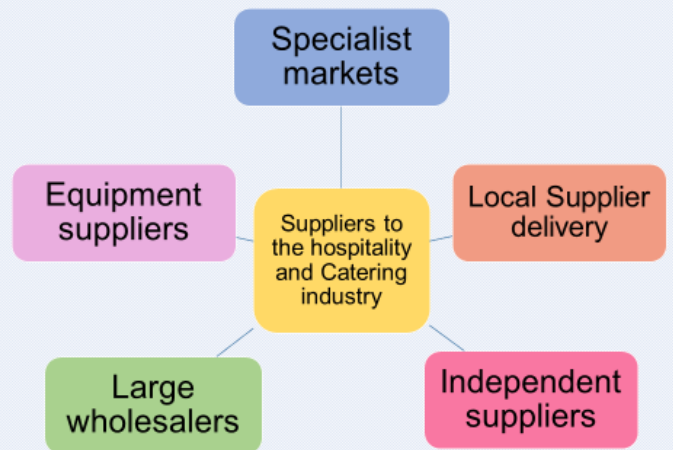 Specialist
markets
Equipment
suppliers
Suppliers to
the hospitality
and Catering
industry
Local Supplier
delivery
Large
wholesalers
Independent
suppliers